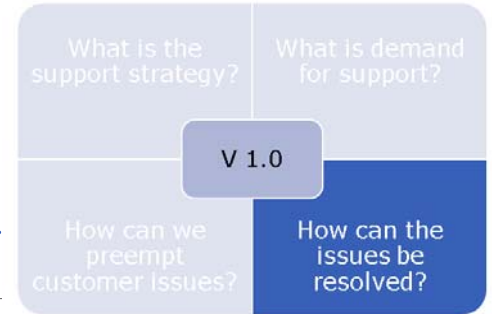 What is the
support strategy?
What is demand
for support?
V 1.0
How can we
preempt
customer issues?
How can the
issues be
resolved?